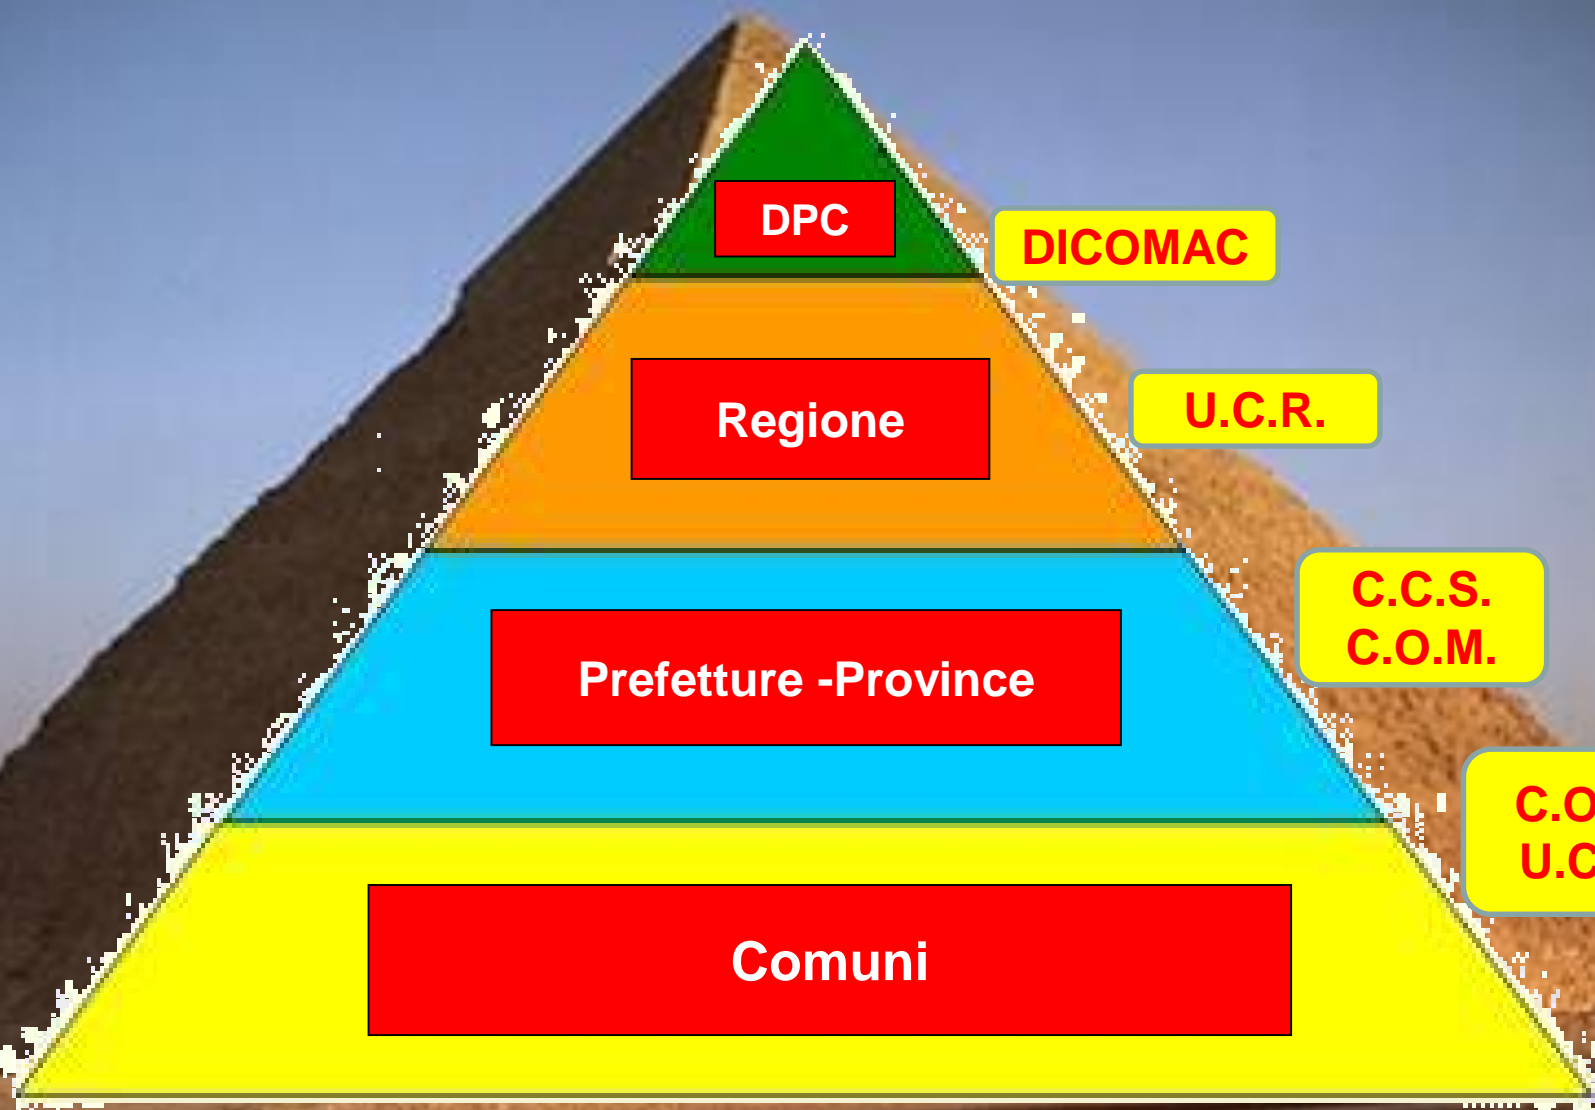 DPC
DICOMAC
Regione
U.C.R.
C.C.S.
C.O.M.
Prefetture -Province
C.O
U.C
Comuni